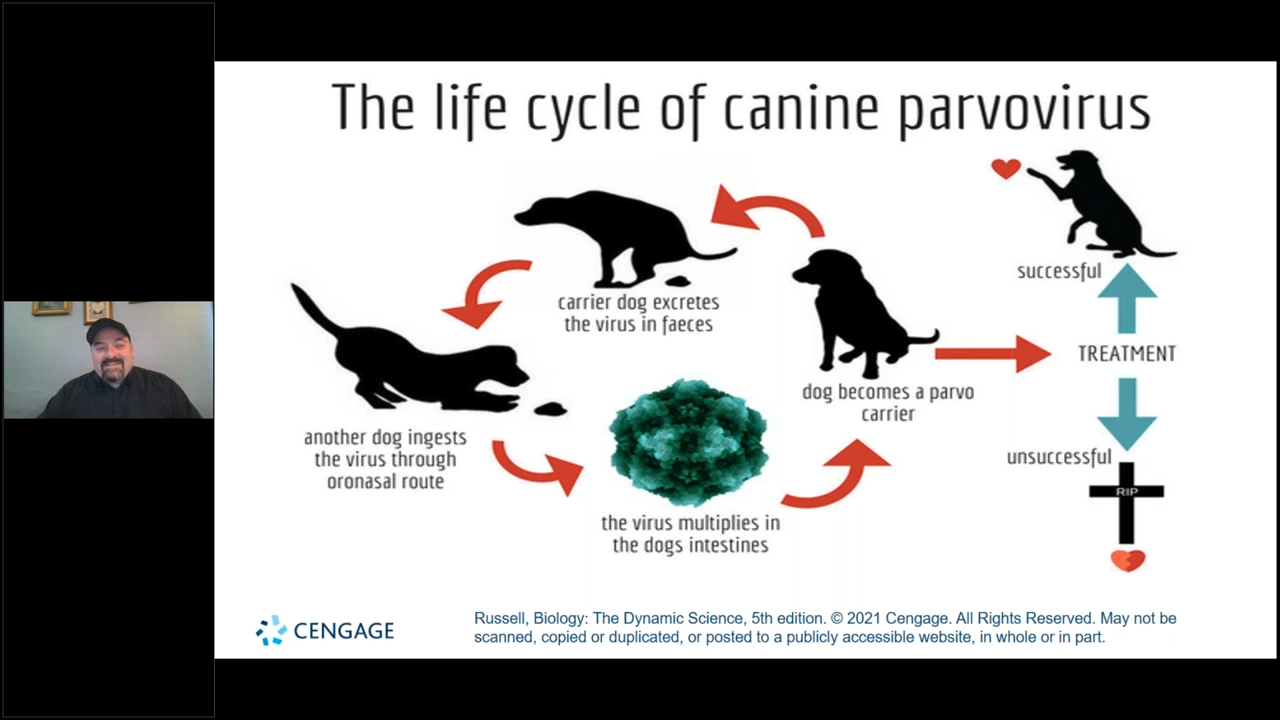 The life cycle of canine parvovirus
successful
carrier dog excretes
the virus in faeces
TREATMENT
dog becomes a parvo
carrier
another dog ingests
the virus through
oronasal route
unsuccessful
RIP
the virus multiplies in
the dogs intestines
CENGAGE
Russell, Biology: The Dynamic Science, 5th edition. © 2021 Cengage. All Rights Reserved. May not be
scanned, copied or duplicated, or posted to a publicly accessible website, in whole or in part.